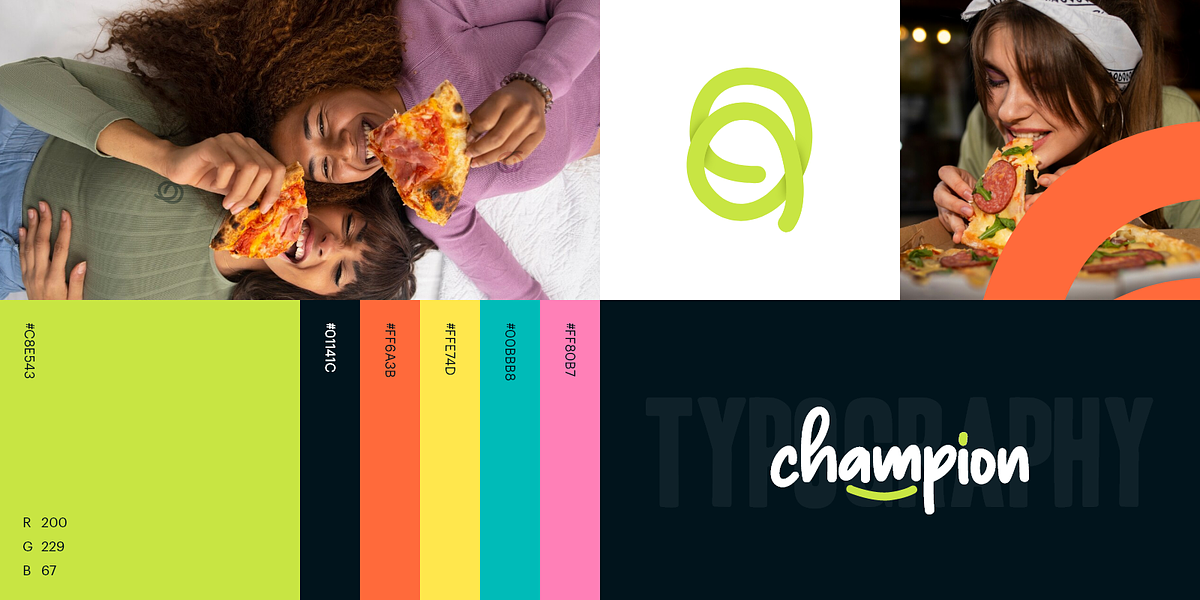 #C8E543
#01141C
#FF6A3B
#FFE74D
#00BBB8
#FF80B7
R 200
G 229
B 67
TYPOGRAPHY
champion